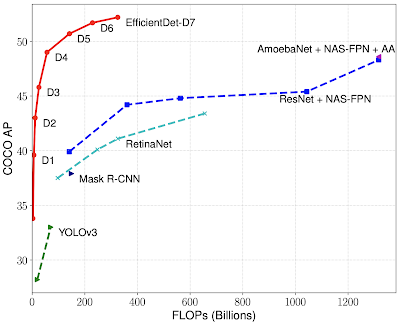 EfficientDet-D7
D6
D5
D4
D3
D2
D1
AmoebaNet + NAS-FPN + AA
ResNet + NAS-FPN
RetinaNet
Mask R-CNN
YOLOv3
COCO AP
50
45
40
35
30
0
200
400
600
800
1000
1200
FLOPs (Billions)